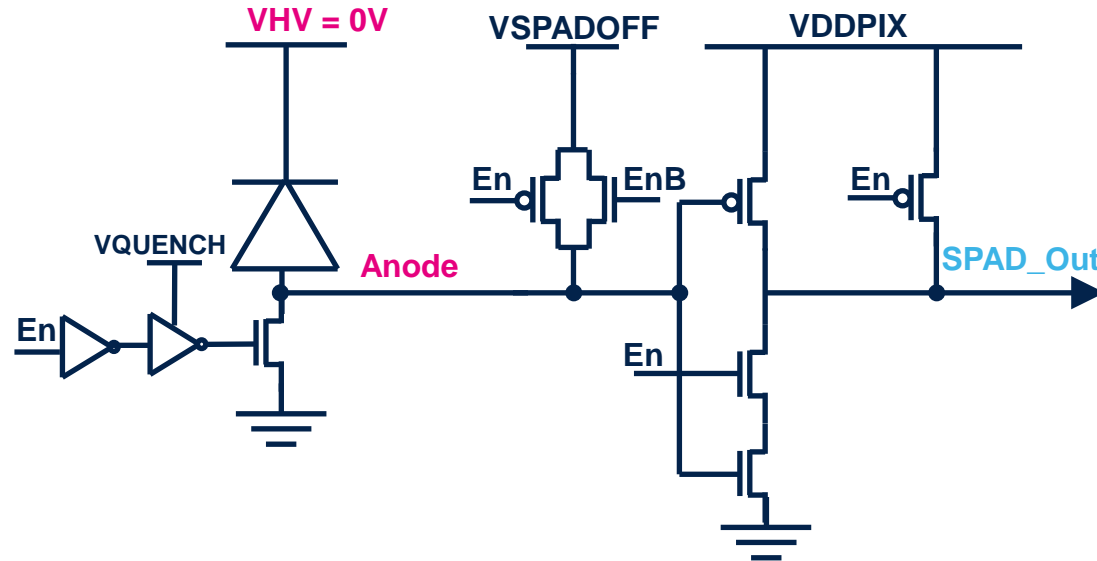 VHV = 0V
VSPADOFF
VDDPIX
En
EnB
En
VQUENCH
Anode
SPAD_Out
En
En